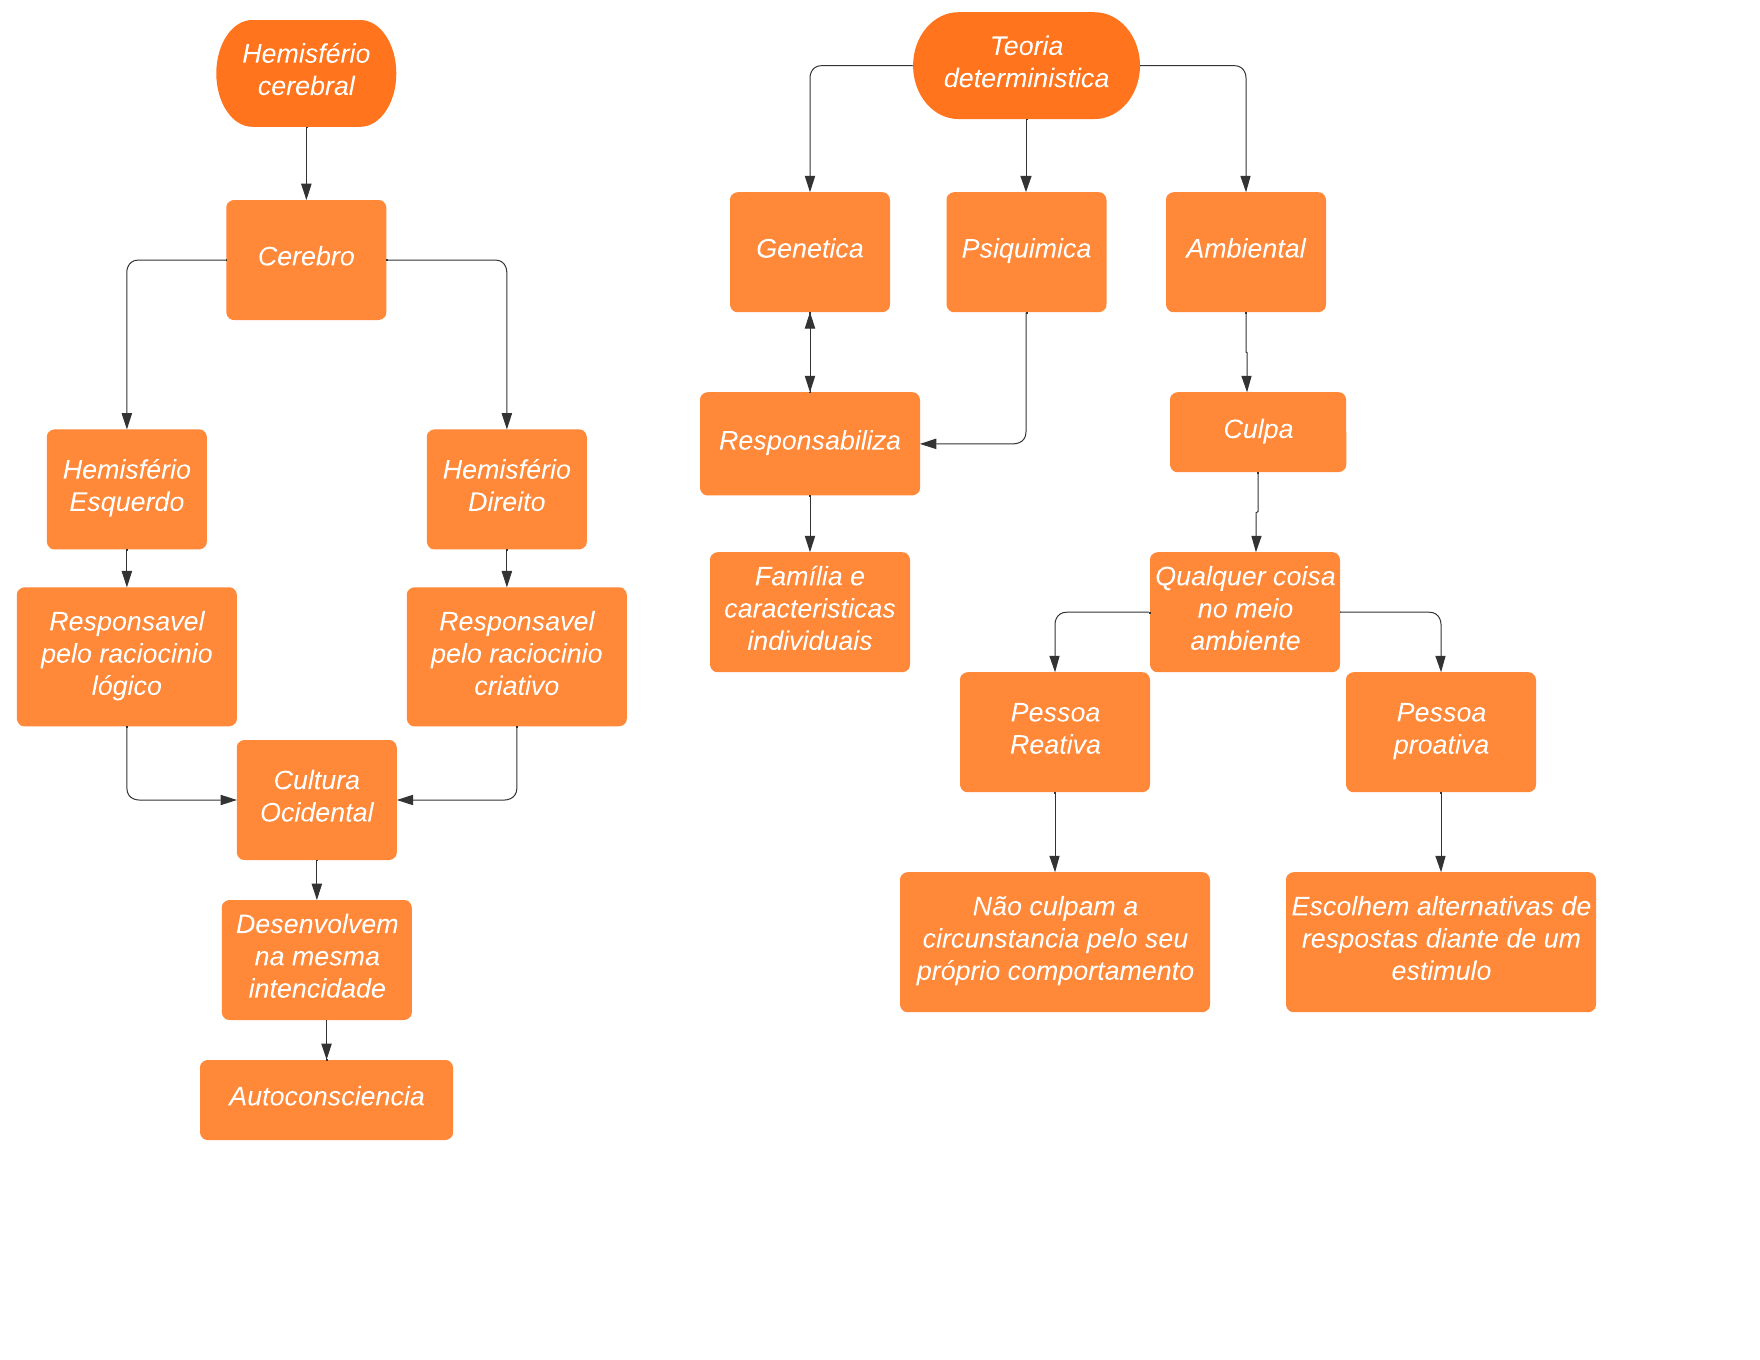 Hemisfério
cerebral
Cerebro
Hemisfério
Esquerdo
Hemisfério
Direito
Responsavel
pelo raciocinio
lógico
Responsavel
pelo raciocinio
criativo
Cultura
Ocidental
Desenvolvem
na mesma
intencidade
Autoconsciencia
Teoria
deterministica
Genetica
Psiquimica
Ambiental
Responsabiliza
Culpa
Família e
caracteristicas
individuais
Qualquer coisa
no meio
ambiente
Pessoa
Reativa
Pessoa
proativa
Não culpam a
circunstancia pelo seu
próprio comportamento
Escolhem alternativas de
respostas diante de um
estimulo